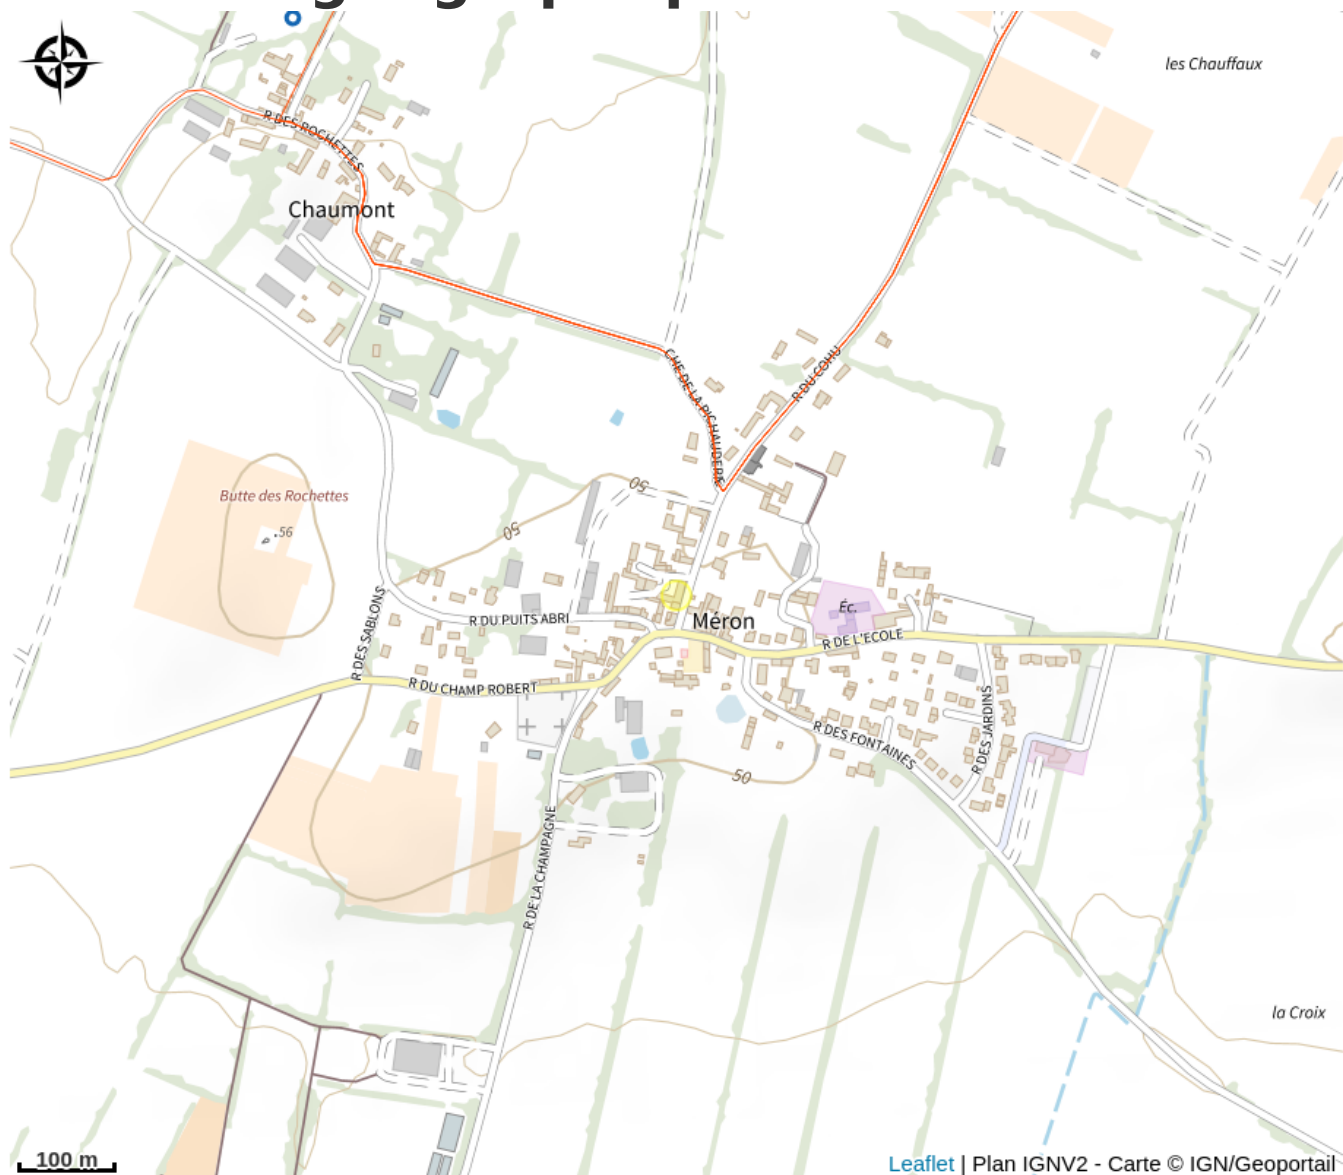 les Chauffaux
R DES ROCHETTES
Chaumont
CHE DE LA PICHAUDERIE
R DU COHU
Butte des Rochettes
56
50
50
Éc.
R DU PUITS ABRI
Méron
R DE L'ECOLE
R DES SABLONS
R DU CHAMP ROBERT
R DES JARDINS
R DES FONTAINES
50
R DE LA CHAMPAGNE
la Croix
100 m
Leaflet | Plan IGNV2 - Carte © IGN/Geoportail